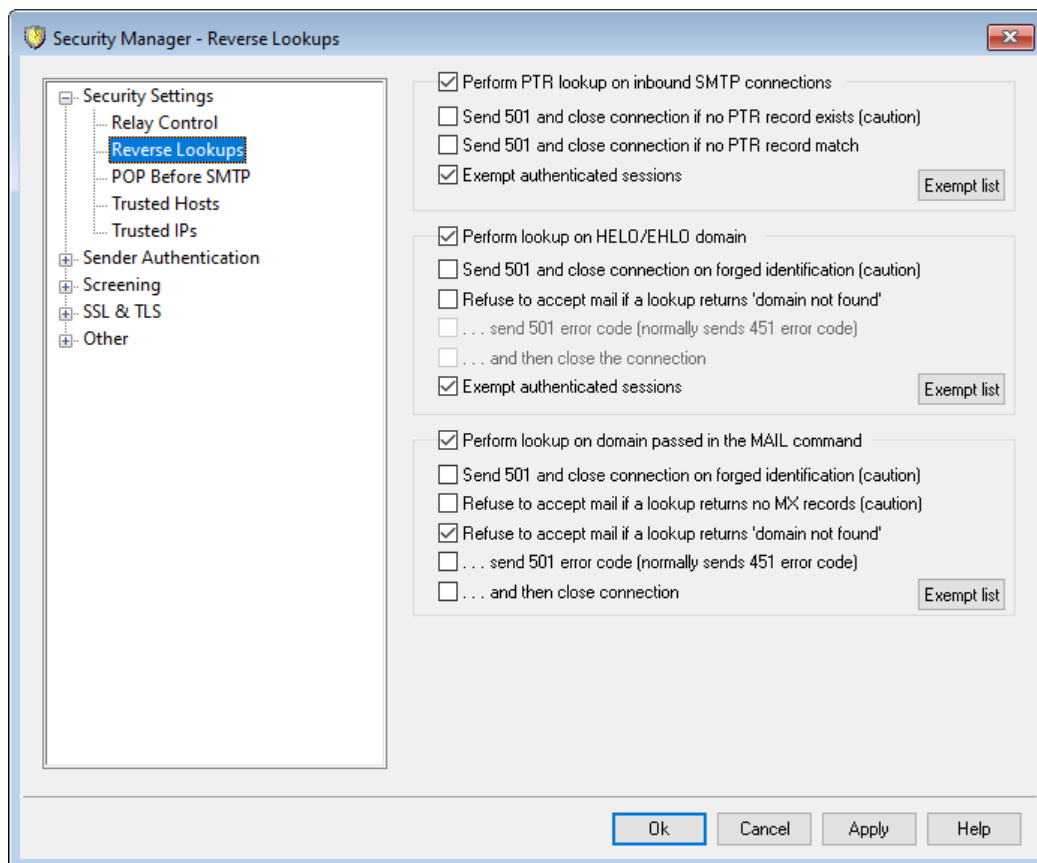 Security Manager - Reverse Lookups
Security Settings
Relay Control
Reverse Lookups
POP Before SMTP
Trusted Hosts
Trusted IPs
Sender Authentication
Screening
SSL & TLS
Other
Perform PTR lookup on inbound SMTP connections
Send 501 and close connection if no PTR record exists (caution)
Send 501 and close connection if no PTR record match
Exempt authenticated sessions
Exempt list
Perform lookup on HELO/EHLO domain
Send 501 and close connection on forged identification (caution)
Refuse to accept mail if a lookup returns 'domain not found'
. . . send 501 error code (normally sends 451 error code)
. . . and then close the connection
Exempt authenticated sessions
Exempt list
Perform lookup on domain passed in the MAIL command
Send 501 and close connection on forged identification (caution)
Refuse to accept mail if a lookup returns no MX records (caution)
Refuse to accept mail if a lookup returns 'domain not found'
. . . send 501 error code (normally sends 451 error code)
. . . and then close connection
Exempt list
Ok Cancel Apply Help